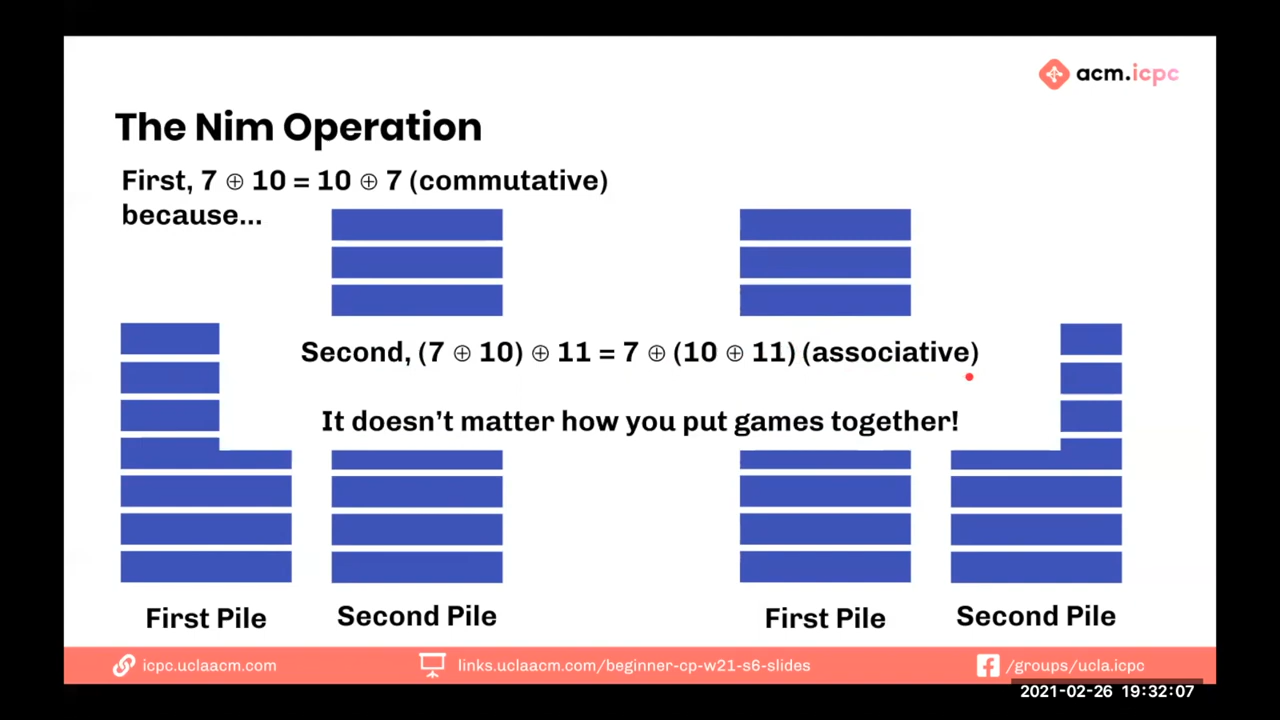 acm.icpc
The Nim Operation
First, 7 ⊕ 10 = 10 ⊕ 7 (commutative)
because...
Second, (7 ⊕ 10) ⊕ 11 = 7 ⊕ (10 ⊕ 11) (associative)
It doesn’t matter how you put games together!
First Pile
Second Pile
First Pile
Second Pile
icpc.uclaacm.com
links.uclaacm.com/beginner-cp-w21-s6-slides
/groups/ucla.icpc
2021-02-26 19:32:07